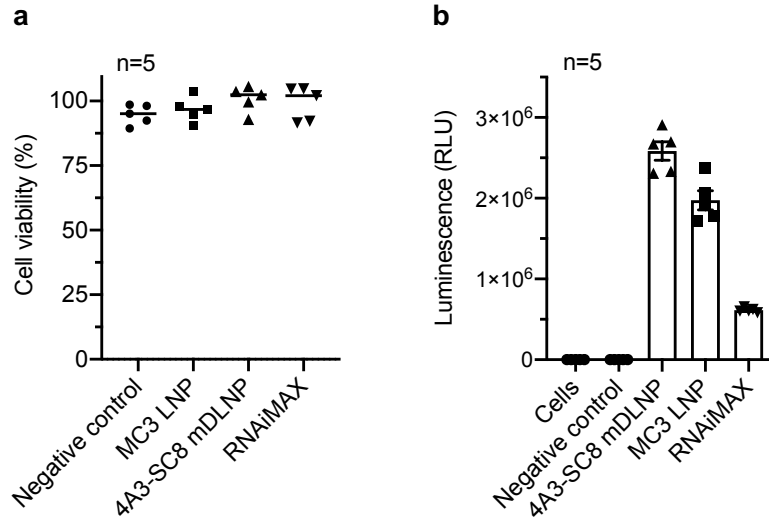 a
n=5
Cell viability (%)
100
75
50
25
0
Negative control
MC3 LNP
4A3-SC8 mDLNP
RNAiMAX
b
n=5
Luminescence (RLU)
3×10⁶
2×10⁶
1×10⁶
0
Cells
Negative control
4A3-SC8 mDLNP
MC3 LNP
RNAiMAX